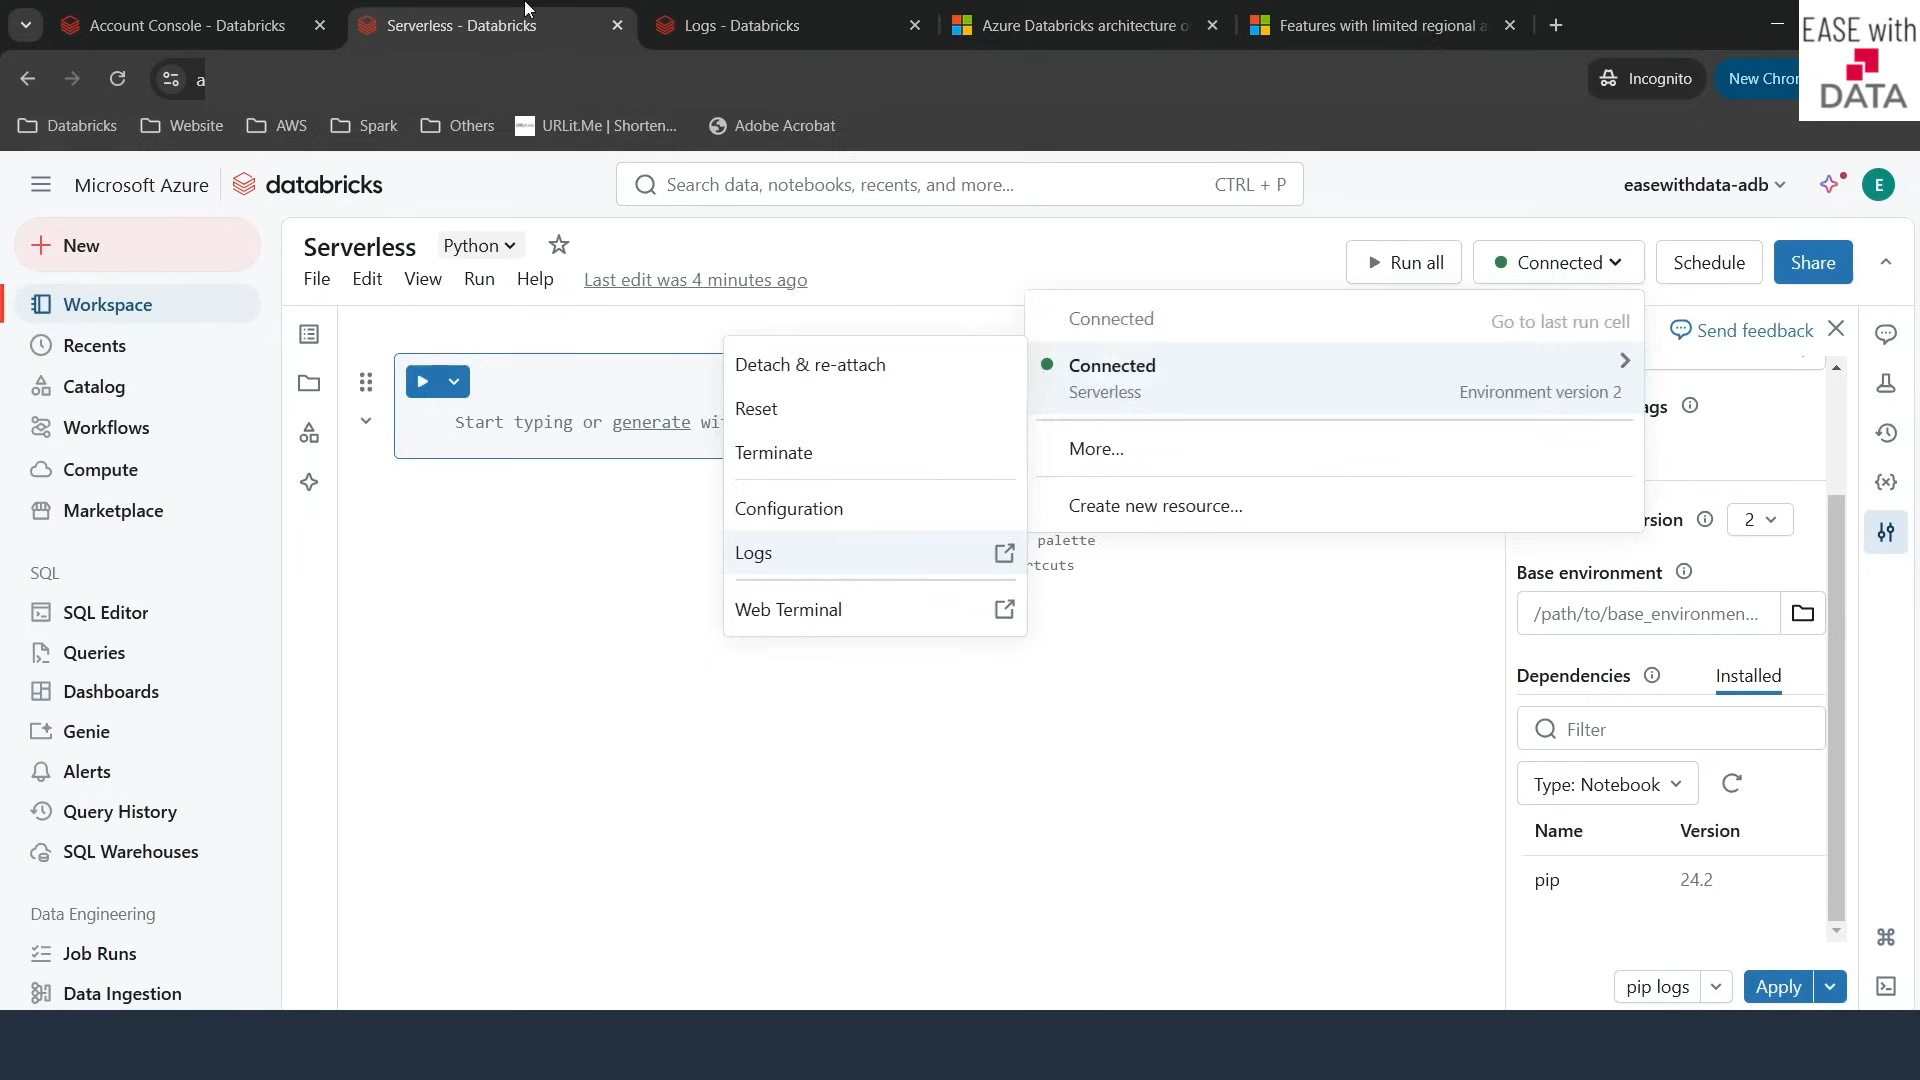 Account Console - Databricks
Serverless - Databricks
Logs - Databricks
Azure Databricks architecture o
Features with limited regional a
EASE with
DATA
a
Incognito
New Chro
Databricks
Website
AWS
Spark
Others
URLit.Me | Shorten...
Adobe Acrobat
Microsoft Azure
databricks
Search data, notebooks, recents, and more...
CTRL + P
easewithdata-adb
E
New
Workspace
Recents
Catalog
Workflows
Compute
Marketplace
SQL
SQL Editor
Queries
Dashboards
Genie
Alerts
Query History
SQL Warehouses
Data Engineering
Job Runs
Data Ingestion
Serverless
Python
File
Edit
View
Run
Help
Last edit was 4 minutes ago
Run all
Connected
Schedule
Share
Start typing or generate wi
Detach & re-attach
Reset
Terminate
Configuration
Logs
Web Terminal
Connected
Go to last run cell
Connected
Serverless
Environment version 2
More...
Create new resource...
palette
rtcuts
Send feedback
ags
rsion
2
Base environment
/path/to/base_environmen...
Dependencies
Installed
Filter
Type: Notebook
Name Version
pip 24.2
pip logs
Apply